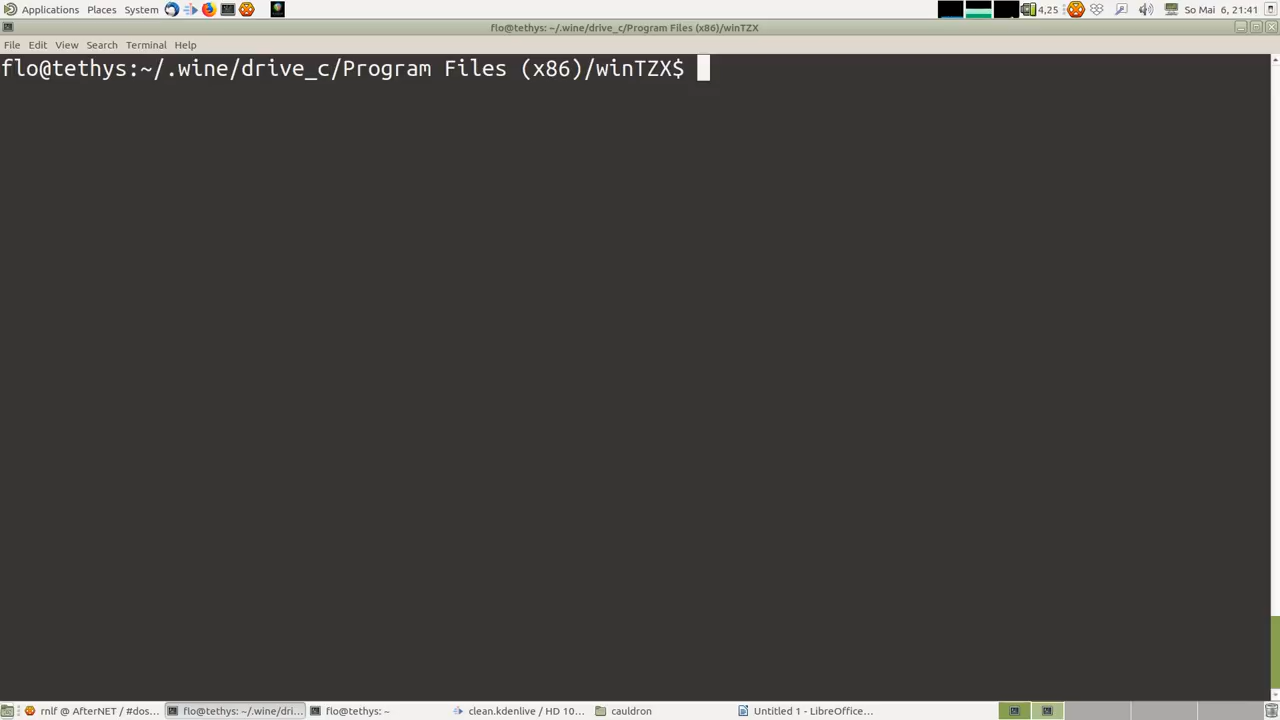 Applications Places System 4,25 So Mai 6, 21:41
flo@tethys: ~/.wine/drive_c/Program Files (x86)/winTZX
File Edit View Search Terminal Help
flo@tethys:~/.wine/drive_c/Program Files (x86)/winTZX$
rnlf @ AfterNET / #dos... flo@tethys: ~/.wine/dri... flo@tethys: ~ clean.kdenlive / HD 10... cauldron Untitled 1 - LibreOffice...